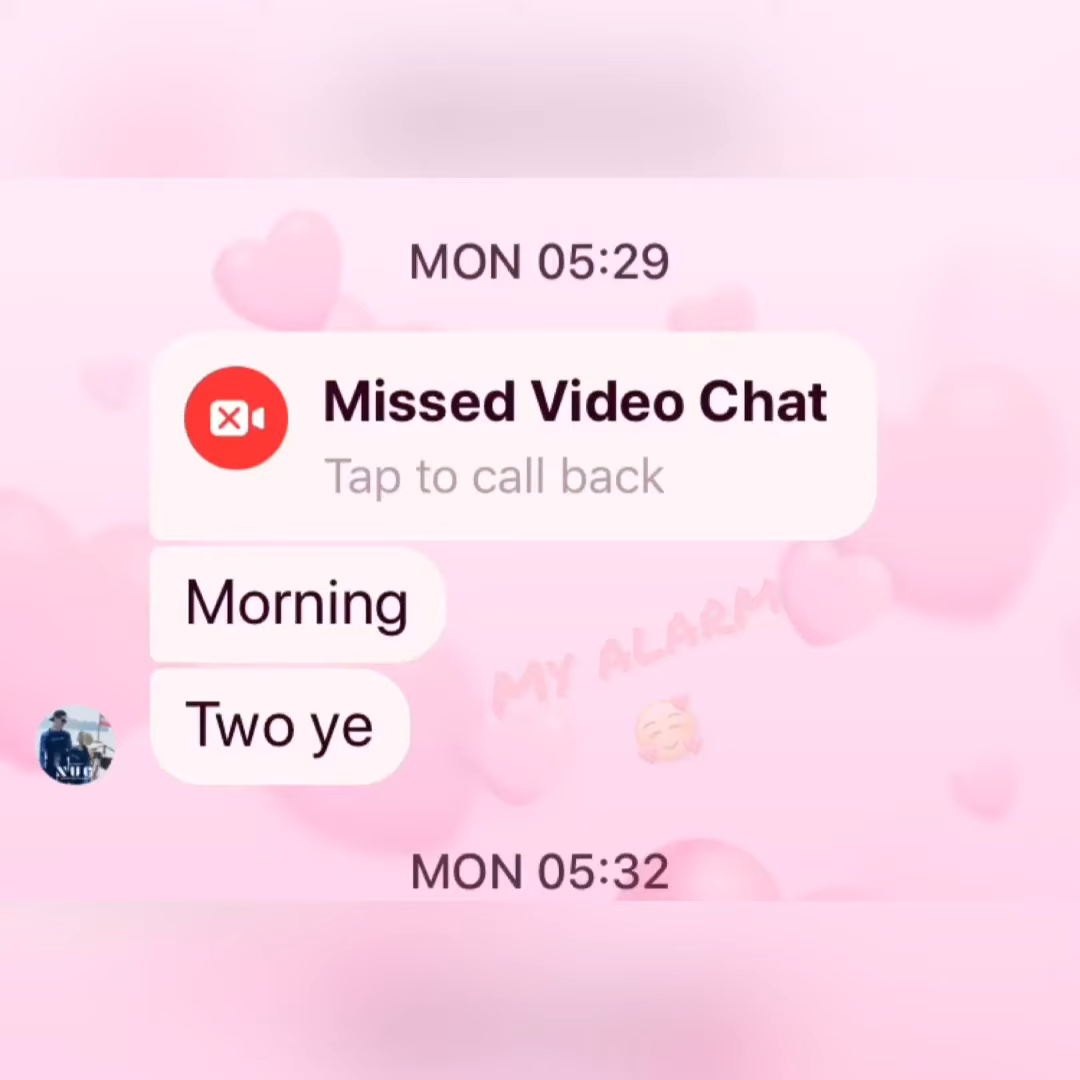 MON 05:29
Missed Video Chat
Tap to call back
Morning
MY ALARM
Two ye
MON 05:32